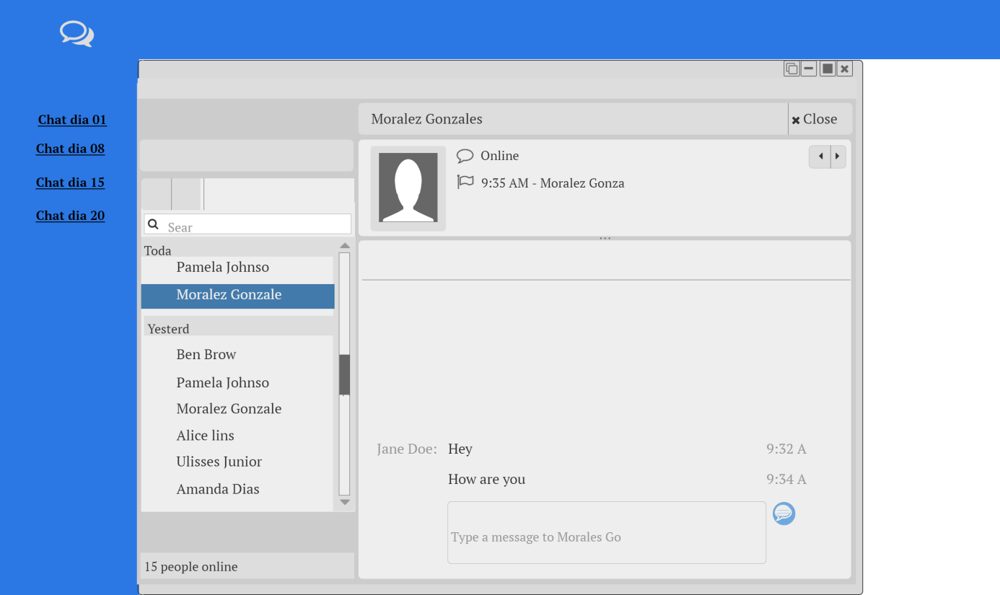 Chat dia 01
Chat dia 08
Chat dia 15
Chat dia 20
Sear
Toda
Pamela Johnso
Moralez Gonzale
Yesterd
Ben Brow
Pamela Johnso
Moralez Gonzale
Alice lins
Ulisses Junior
Amanda Dias
15 people online
Moralez Gonzales
Close
Online
9:35 AM - Moralez Gonza
...
Jane Doe: Hey 9:32 A
How are you 9:34 A
Type a message to Morales Go